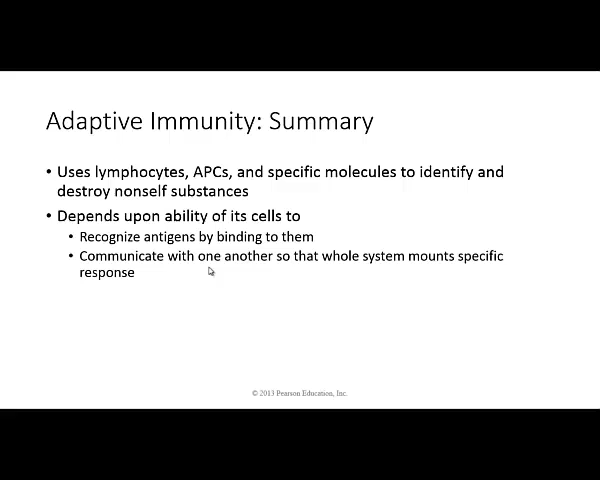 Adaptive Immunity: Summary
• Uses lymphocytes, APCs, and specific molecules to identify and
destroy nonself substances
• Depends upon ability of its cells to
• Recognize antigens by binding to them
• Communicate with one another so that whole system mounts specific
response
© 2013 Pearson Education, Inc.